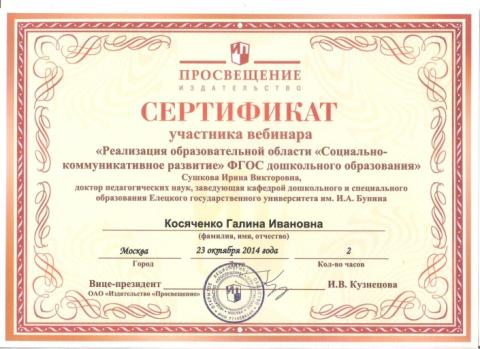 ПРОСВЕЩЕНИЕ
ИЗДАТЕЛЬСТВО
СЕРТИФИКАТ
участника вебинара
«Реализация образовательной области «Социально-
коммуникативное развитие» ФГОС дошкольного образования»
Сушкова Ирина Викторовна,
доктор педагогических наук, заведующая кафедрой дошкольного и специального
образования Елецкого государственного университета им. И.А. Бунина
Косяченко Галина Ивановна
(фамилия, имя, отчество)
Москва 23 октября 2014 года 2
Город Дата Кол-во часов
Вице-президент И.В. Кузнецова
ОАО «Издательство «Просвещение»